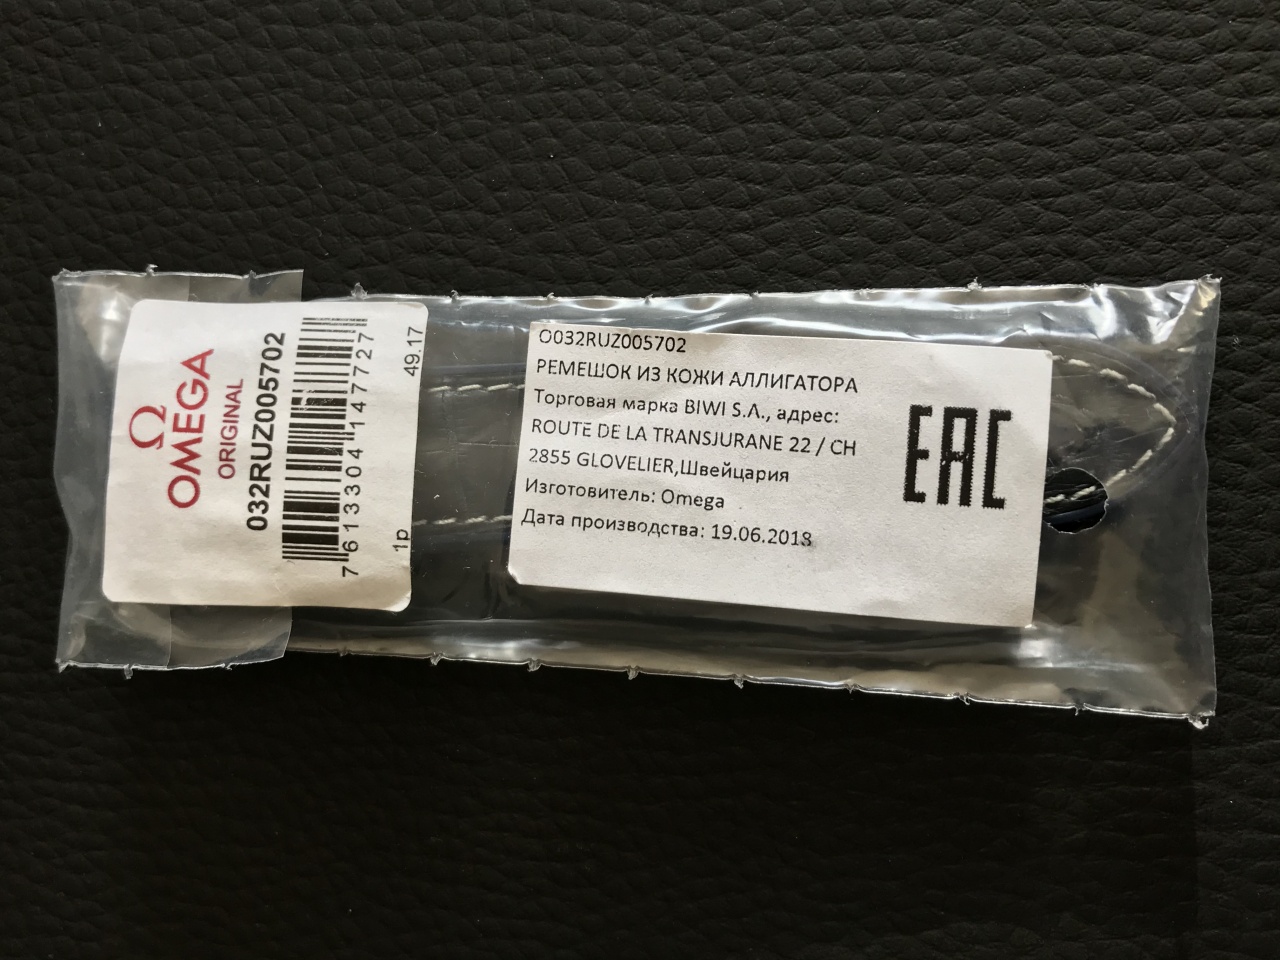 Ω
OMEGA
ORIGINAL
032RUZ005702
7 613304 147727
1p 49.17
O032RUZ005702
РЕМЕШОК ИЗ КОЖИ АЛЛИГАТОРА
Торговая марка BIWI S.A., адрес:
ROUTE DE LA TRANSJURANE 22 / CH
2855 GLOVELIER,Швейцария
Изготовитель: Omega
Дата производства: 19.06.2018
EAC